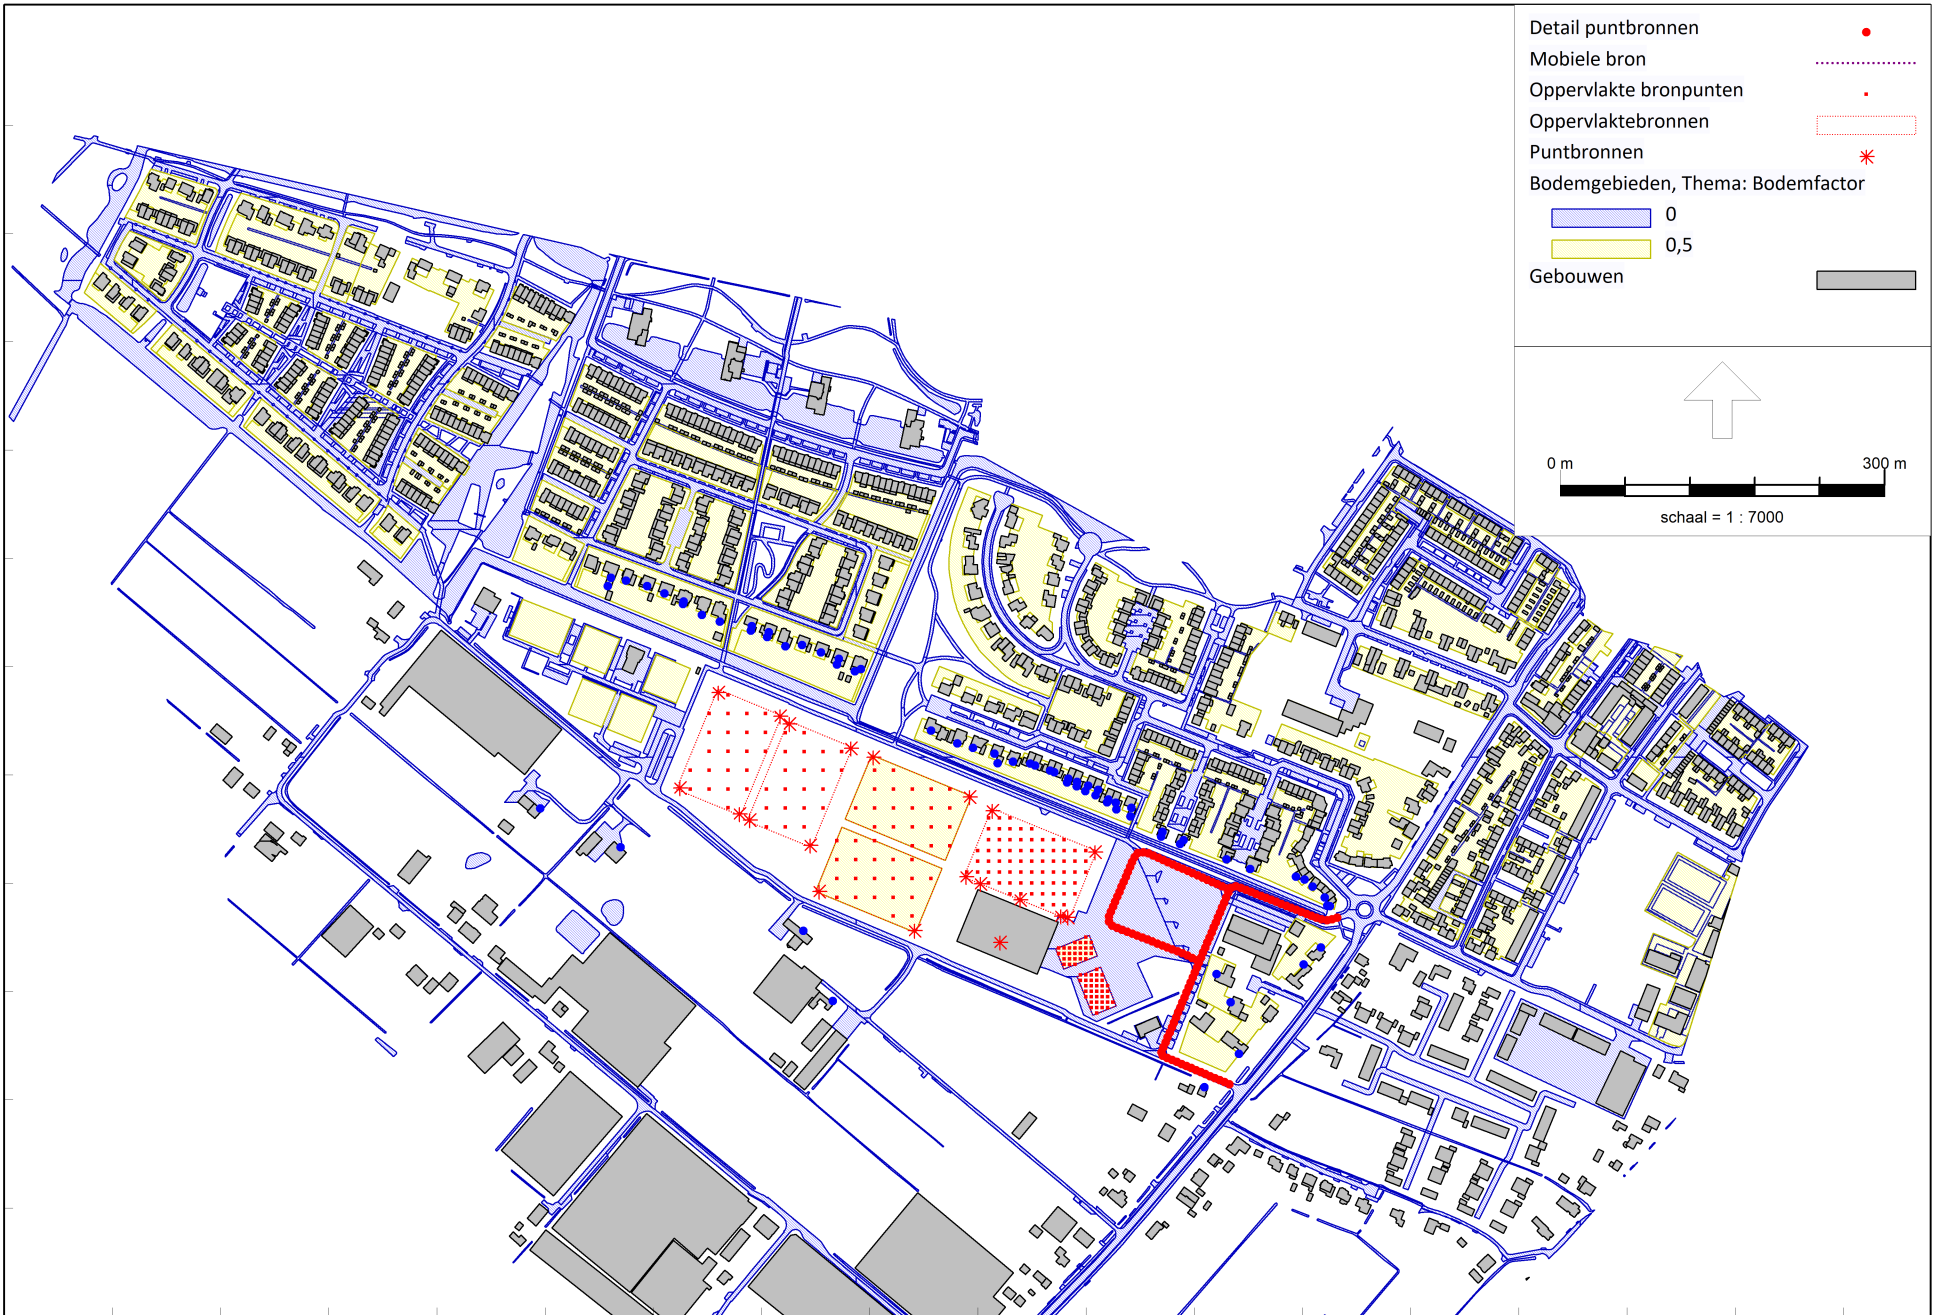 Detail puntbronnen
Mobiele bron
Oppervlakte bronpunten
Oppervlaktebronnen
Puntbronnen
Bodemgebieden, Thema: Bodemfactor
0
0,5
Gebouwen
0 m 300 m
schaal = 1 : 7000